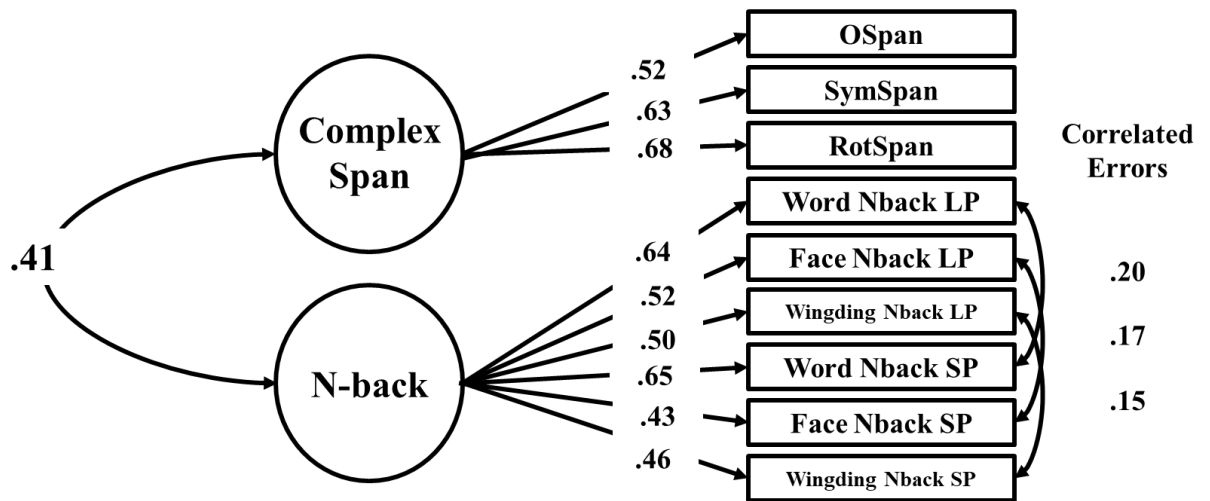 OSpan
.52
SymSpan
.63
Complex
Span
RotSpan
.68
Correlated
Errors
Word Nback LP
.41
.64
Face Nback LP
.20
.52
Wingding Nback LP
.50
.17
Word Nback SP
.65
N-back
.15
Face Nback SP
.43
.46
Wingding Nback SP